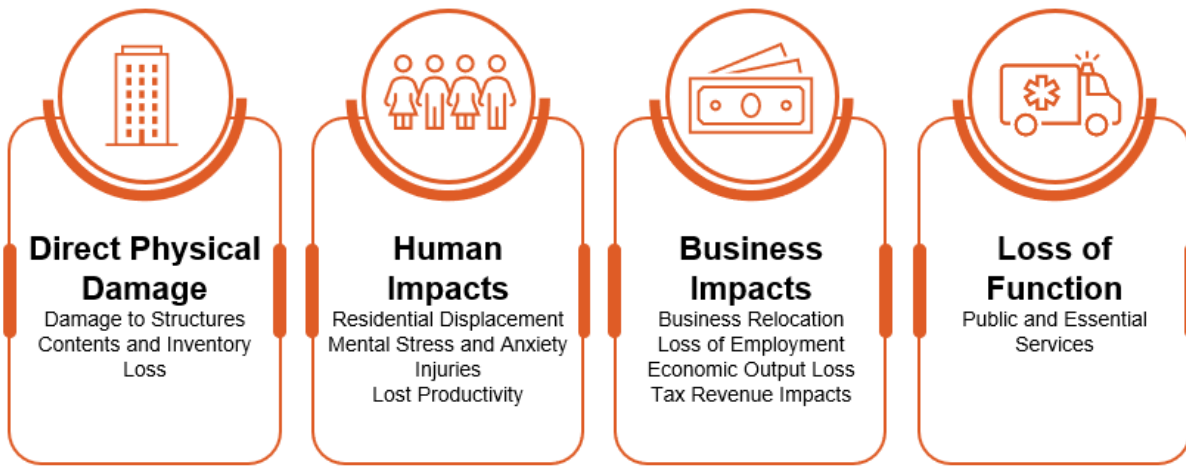 Direct Physical
Damage
Damage to Structures
Contents and Inventory
Loss
Human
Impacts
Residential Displacement
Mental Stress and Anxiety
Injuries
Lost Productivity
Business
Impacts
Business Relocation
Loss of Employment
Economic Output Loss
Tax Revenue Impacts
Loss of
Function
Public and Essential
Services